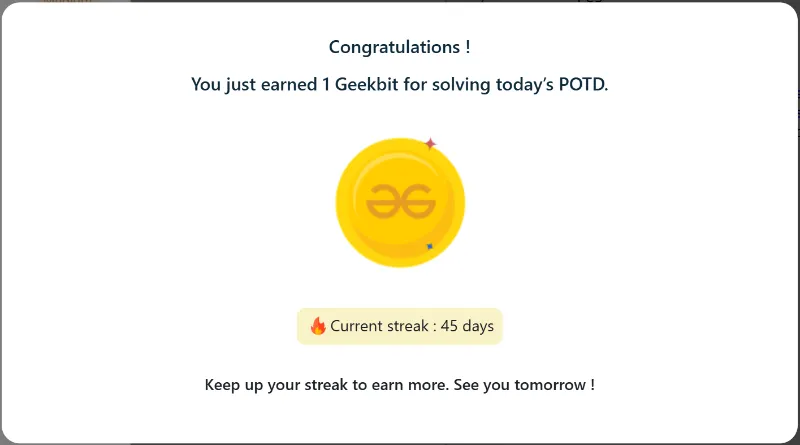 Congratulations !
You just earned 1 Geekbit for solving today's POTD.
Current streak : 45 days
Keep up your streak to earn more. See you tomorrow !